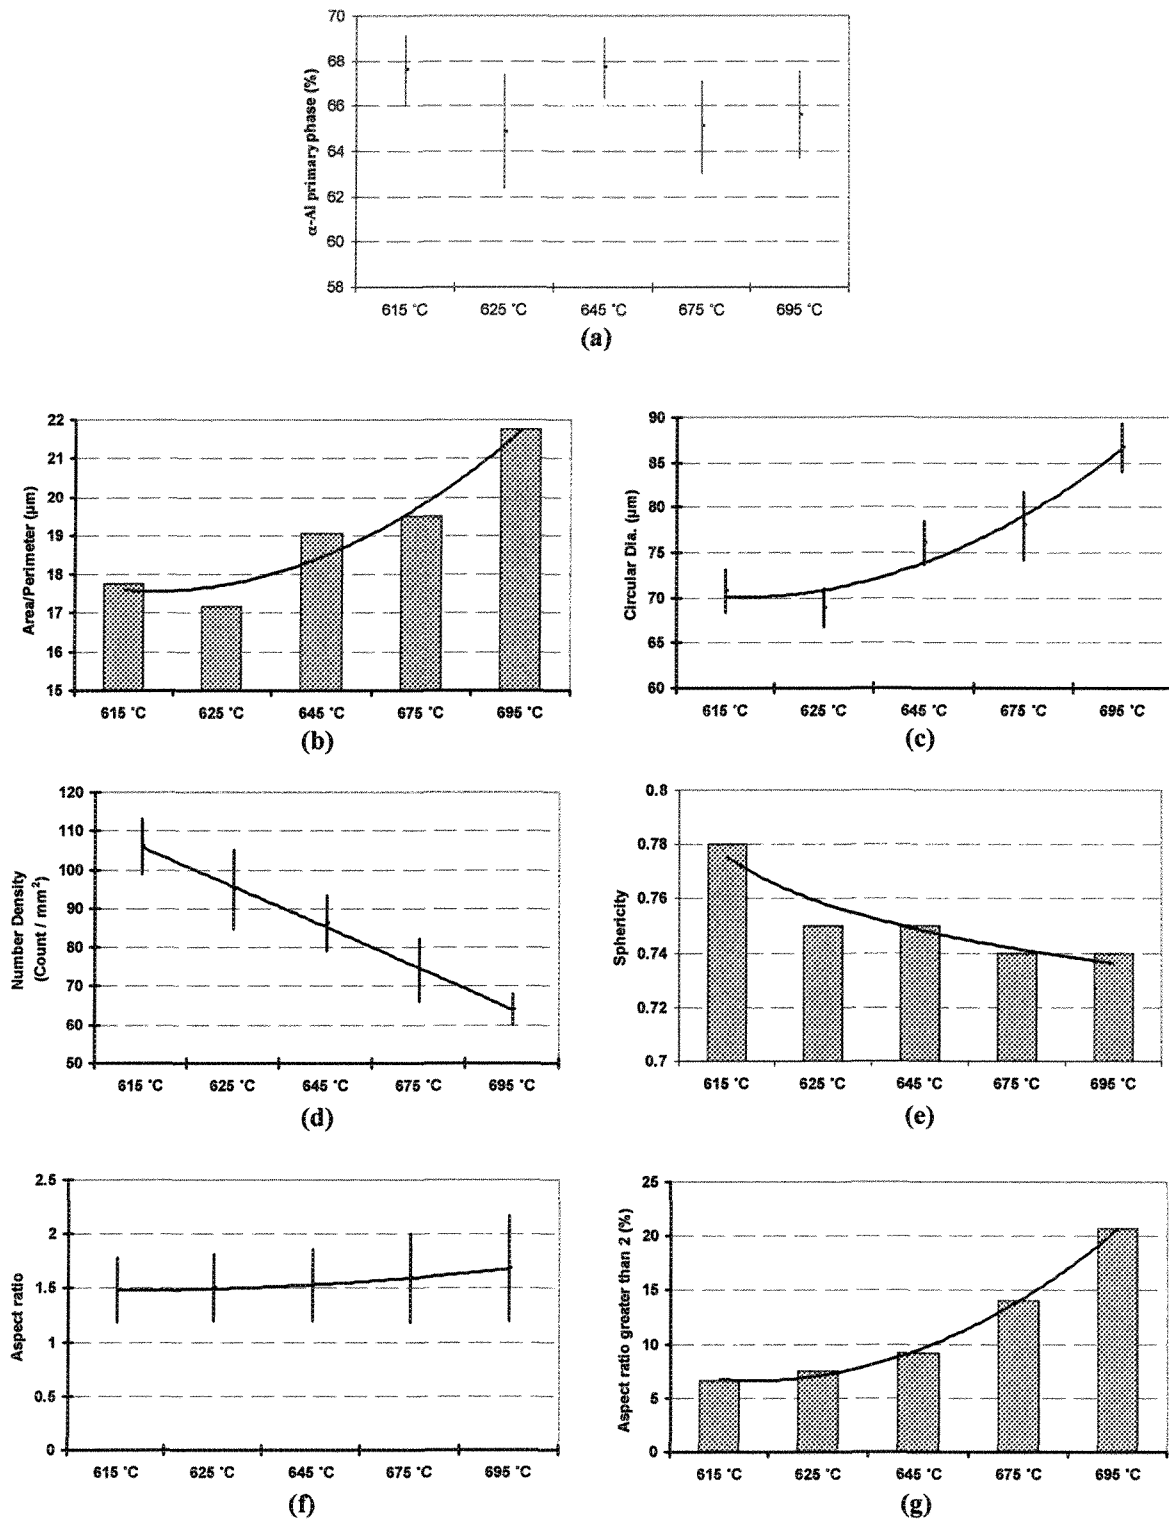 70
68
66
64
62
60
58
α-Al primary phase (%)
615 °C 625 °C 645 °C 675 °C 695 °C
(a)
22
21
20
19
18
17
16
15
Area/Perimeter (µm)
615 °C 625 °C 645 °C 675 °C 695 °C
(b)
90
85
80
75
70
65
60
Circular Dia. (µm)
615 °C 625 °C 645 °C 675 °C 695 °C
(c)
120
110
100
90
80
70
60
50
Number Density
(Count / mm²)
615 °C 625 °C 645 °C 675 °C 695 °C
(d)
0.8
0.78
0.76
0.74
0.72
0.7
Sphericity
615 °C 625 °C 645 °C 675 °C 695 °C
(e)
2.5
2
1.5
1
0.5
0
Aspect ratio
615 °C 625 °C 645 °C 675 °C 695 °C
(f)
25
20
15
10
5
0
Aspect ratio greater than 2 (%)
615 °C 625 °C 645 °C 675 °C 695 °C
(g)